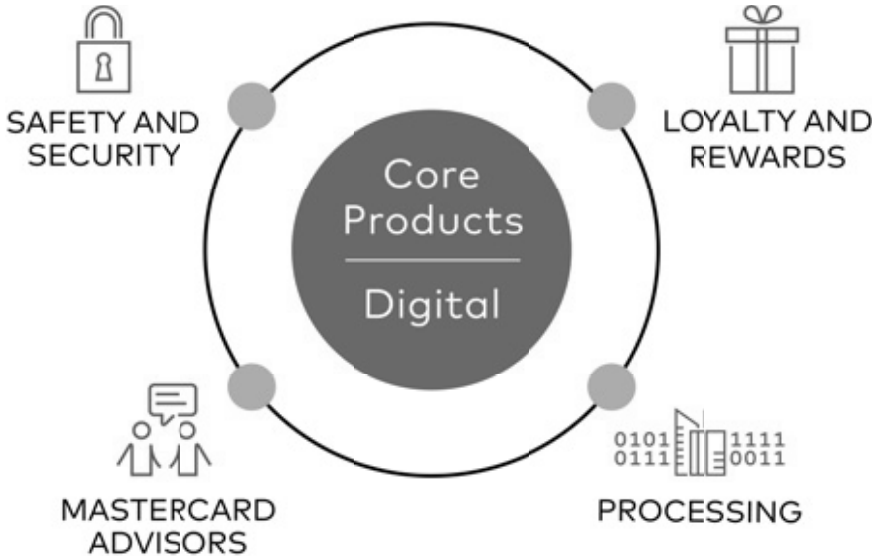 SAFETY AND
SECURITY
LOYALTY AND
REWARDS
Core
Products
Digital
MASTERCARD
ADVISORS
0101
0111
1111
0011
PROCESSING